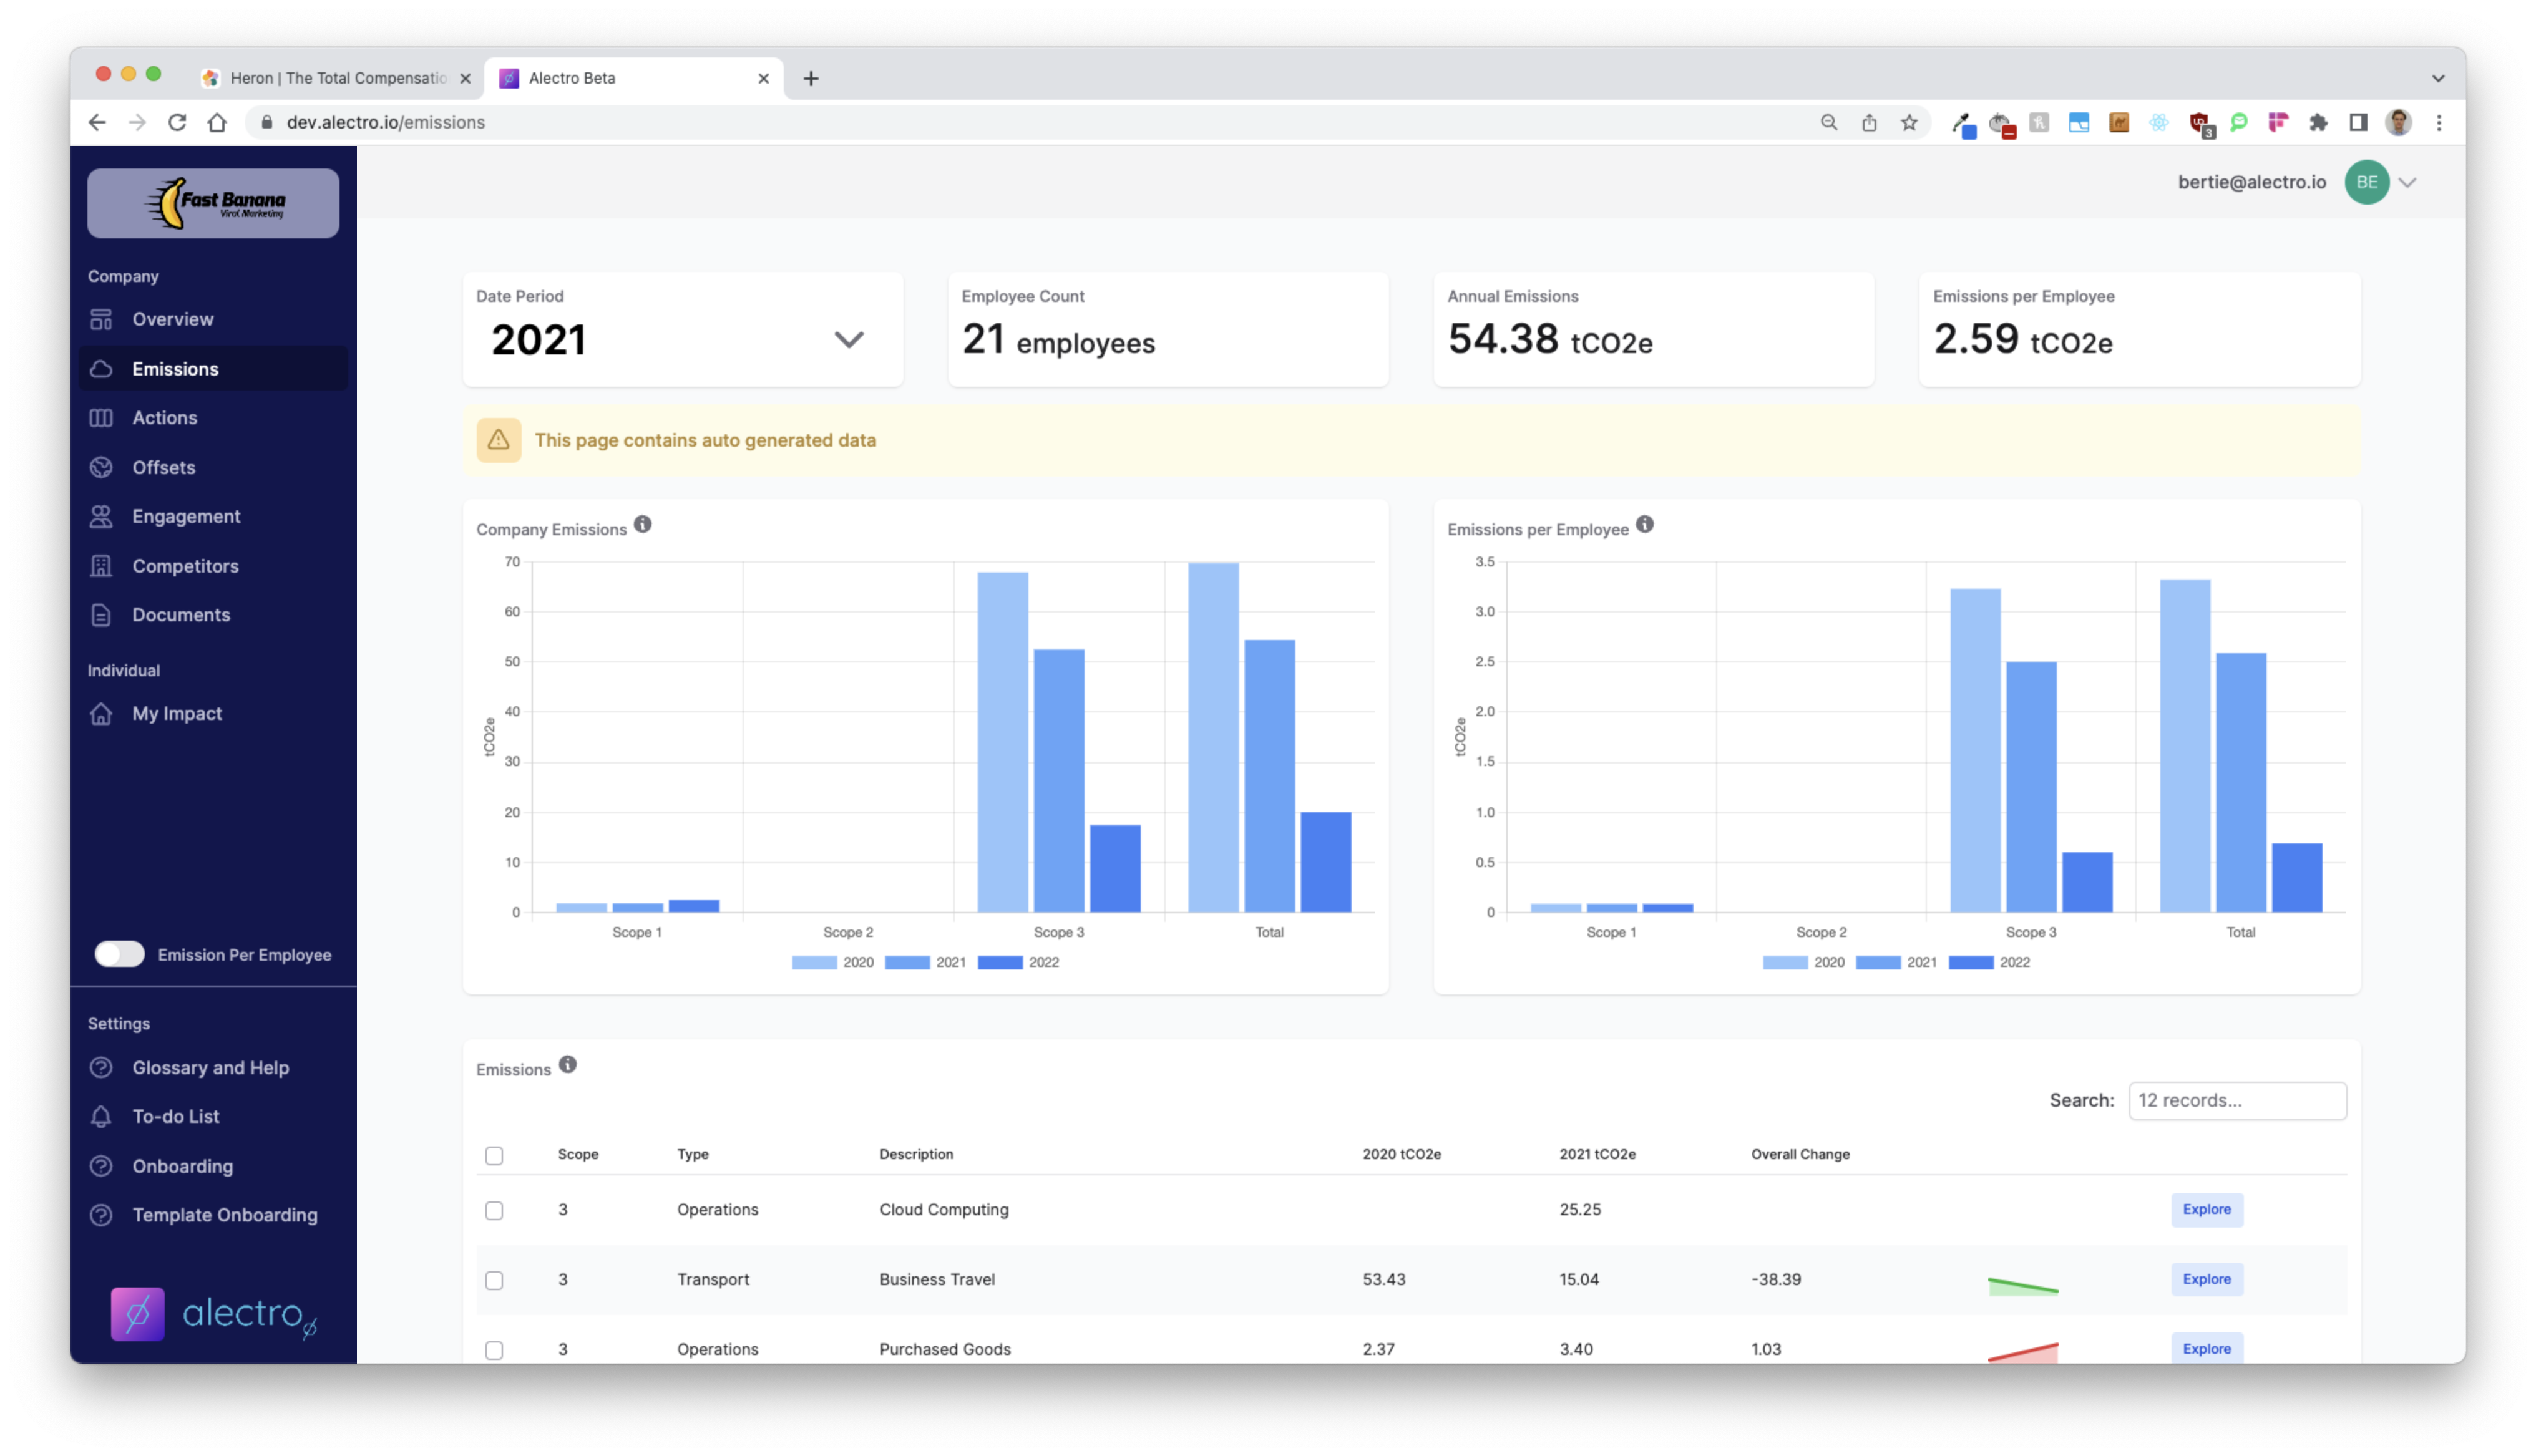 Heron | The Total Compensatio
Alectro Beta
dev.alectro.io/emissions
3
Fast Banana
Viral Marketing
bertie@alectro.io BE
Company
Overview
Emissions
Actions
Offsets
Engagement
Competitors
Documents
Individual
My Impact
Emission Per Employee
Settings
Glossary and Help
To-do List
Onboarding
Template Onboarding
alectro
Date Period
2021
Employee Count
21 employees
Annual Emissions
54.38 tCO2e
Emissions per Employee
2.59 tCO2e
This page contains auto generated data
Company Emissions
70
60
50
40
30
20
10
0
tCO2e
Scope 1 Scope 2 Scope 3 Total
2020 2021 2022
Emissions per Employee
3.5
3.0
2.5
2.0
1.5
1.0
0.5
0
tCO2e
Scope 1 Scope 2 Scope 3 Total
2020 2021 2022
Emissions
Search: 12 records...
Scope Type Description 2020 tCO2e 2021 tCO2e Overall Change
3 Operations Cloud Computing 25.25 Explore
3 Transport Business Travel 53.43 15.04 -38.39 Explore
3 Operations Purchased Goods 2.37 3.40 1.03 Explore